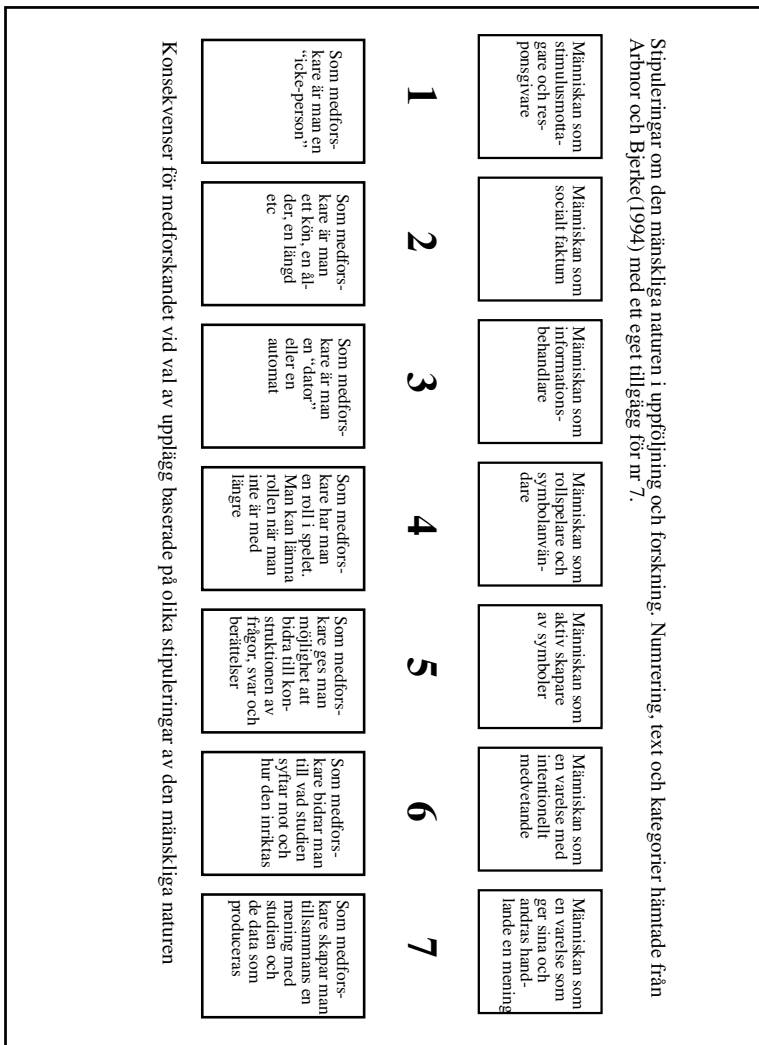 Stipuleringar om den mänskliga naturen i uppföljning och forskning. Numrering, text och kategorier hämtade från
Arbnor och Bjerke(1994) med ett eget tillgägg för nr 7.
Människan som
stimulusmotta-
gare och res-
ponsgivare
Människan som
socialt faktum
Människan som
informations-
behandlare
Människan som
rollspelare och
symbolanvän-
dare
Människan som
aktiv skapare
av symboler
Människan som
en varelse med
intentionellt
medvetande
Människan som
en varelse som
ger sina och
andras hand-
lande en mening
1
2
3
4
5
6
7
Som medfors-
kare är man en
“icke-person”
Som medfors-
kare är man
ett kön, en ål-
der, en längd
etc
Som medfors-
kare är man
en “dator”
eller en
automat
Som medfors-
kare har man
en roll i spelet.
Man kan lämna
rollen när man
inte är med
längre
Som medfors-
kare ges man
möjlighet att
bidra till kon-
struktionen av
frågor, svar och
berättelser
Som medfors-
kare bidrar man
till vad studien
syftar mot och
hur den inriktas
Som medfors-
kare skapar man
tillsammans en
mening med
studien och
de data som
produceras
Konsekvenser för medforskandet vid val av upplägg baserade på olika stipuleringar av den mänskliga naturen